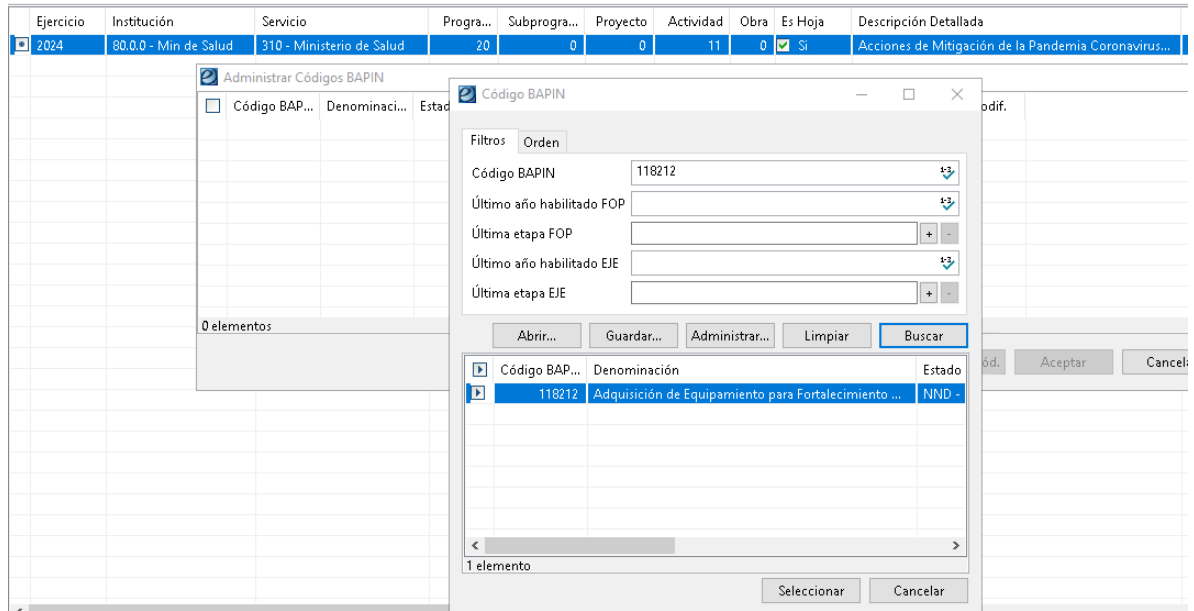 Ejercicio Institución Servicio Progra... Subprogra... Proyecto Actividad Obra Es Hoja Descripción Detallada
2024 80.0.0 - Min de Salud 310 - Ministerio de Salud 20 0 0 11 0 Si Acciones de Mitigación de la Pandemia Coronavirus...
Administrar Códigos BAPIN
Código BAP... Denominaci... Estad odif.
0 elementos
ód. Aceptar Cancela
Código BAPIN
Filtros Orden
Código BAPIN 118212
Último año habilitado FOP
Última etapa FOP + -
Último año habilitado EJE
Última etapa EJE + -
Abrir... Guardar... Administrar... Limpiar Buscar
Código BAP... Denominación Estado
118212 Adquisición de Equipamiento para Fortalecimiento ... NND -
1 elemento
Seleccionar Cancelar